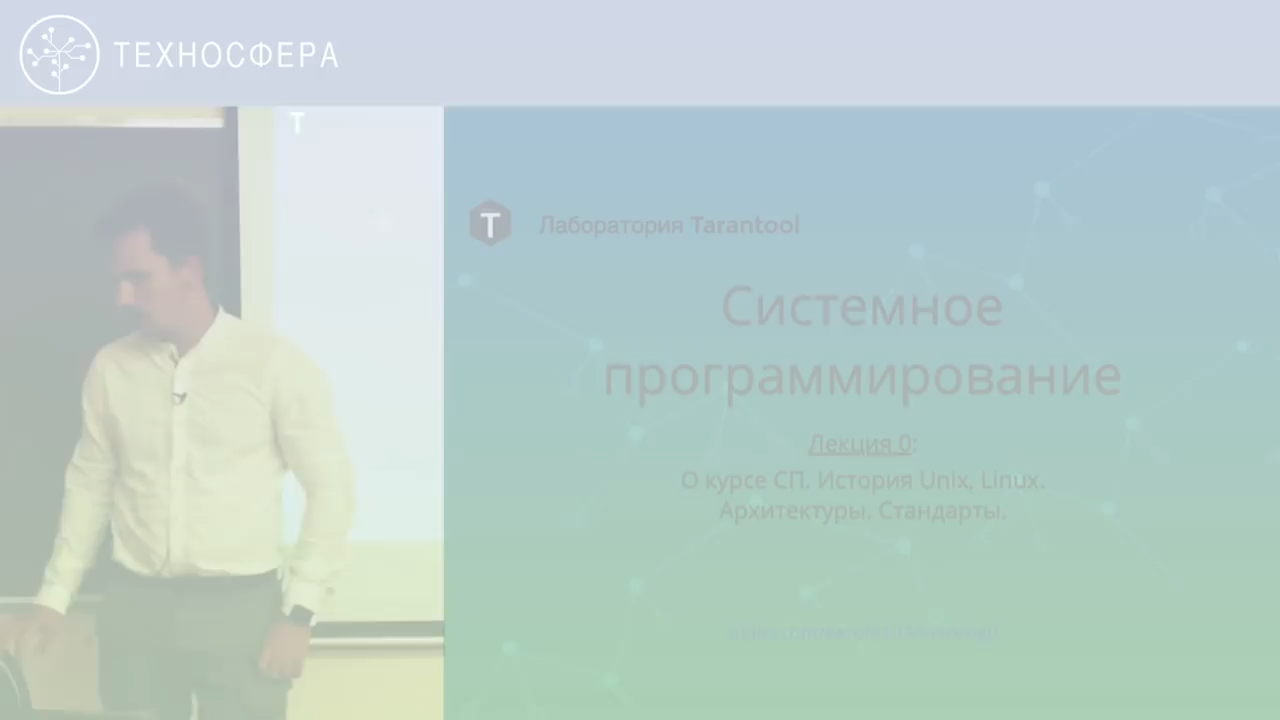 ТЕХНОСФЕРА
T
T
Лаборатория Tarantool
Системное
программирование
Лекция 0:
О курсе СП. История Unix, Linux.
Архитектуры. Стандарты.